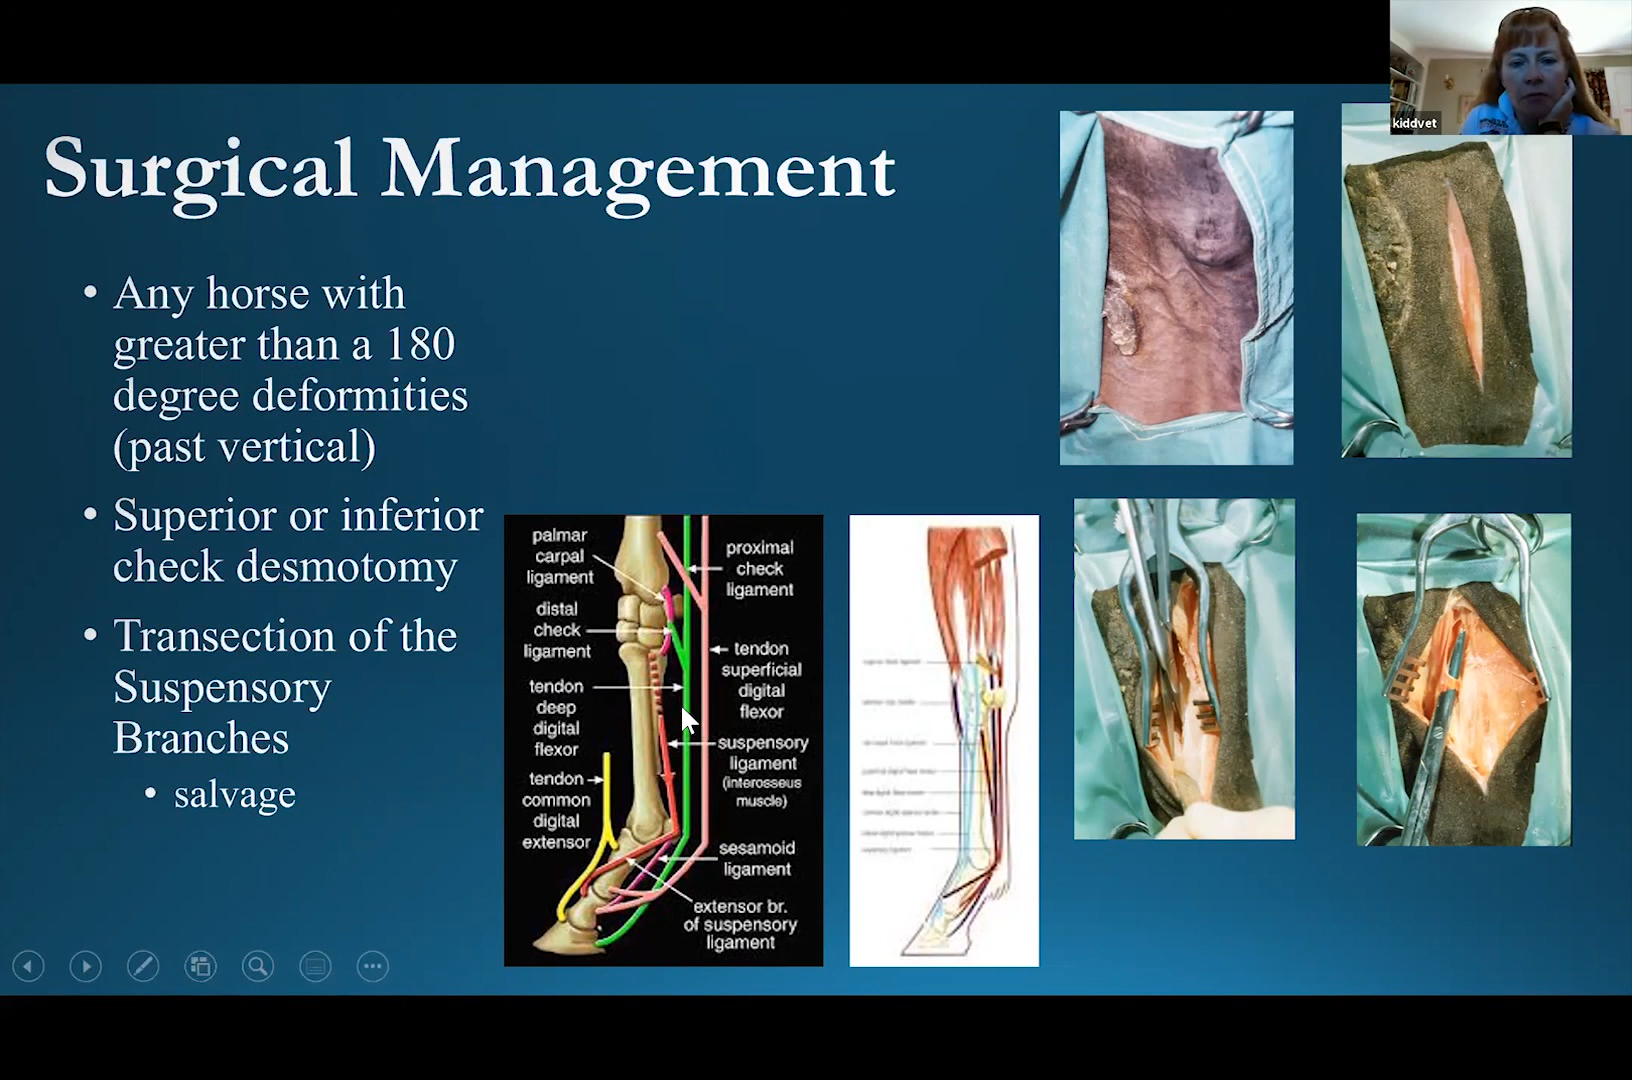 kiddvet
Surgical Management
• Any horse with
greater than a 180
degree deformities
(past vertical)
• Superior or inferior
check desmotomy
• Transection of the
Suspensory
Branches
• salvage
palmar
carpal
ligament
distal
check
ligament
tendon
deep
digital
flexor
tendon
common
digital
extensor
proximal
check
ligament
tendon
superficial
digital
flexor
suspensory
ligament
(interosseus
muscle)
sesamoid
ligament
extensor br.
of suspensory
ligament